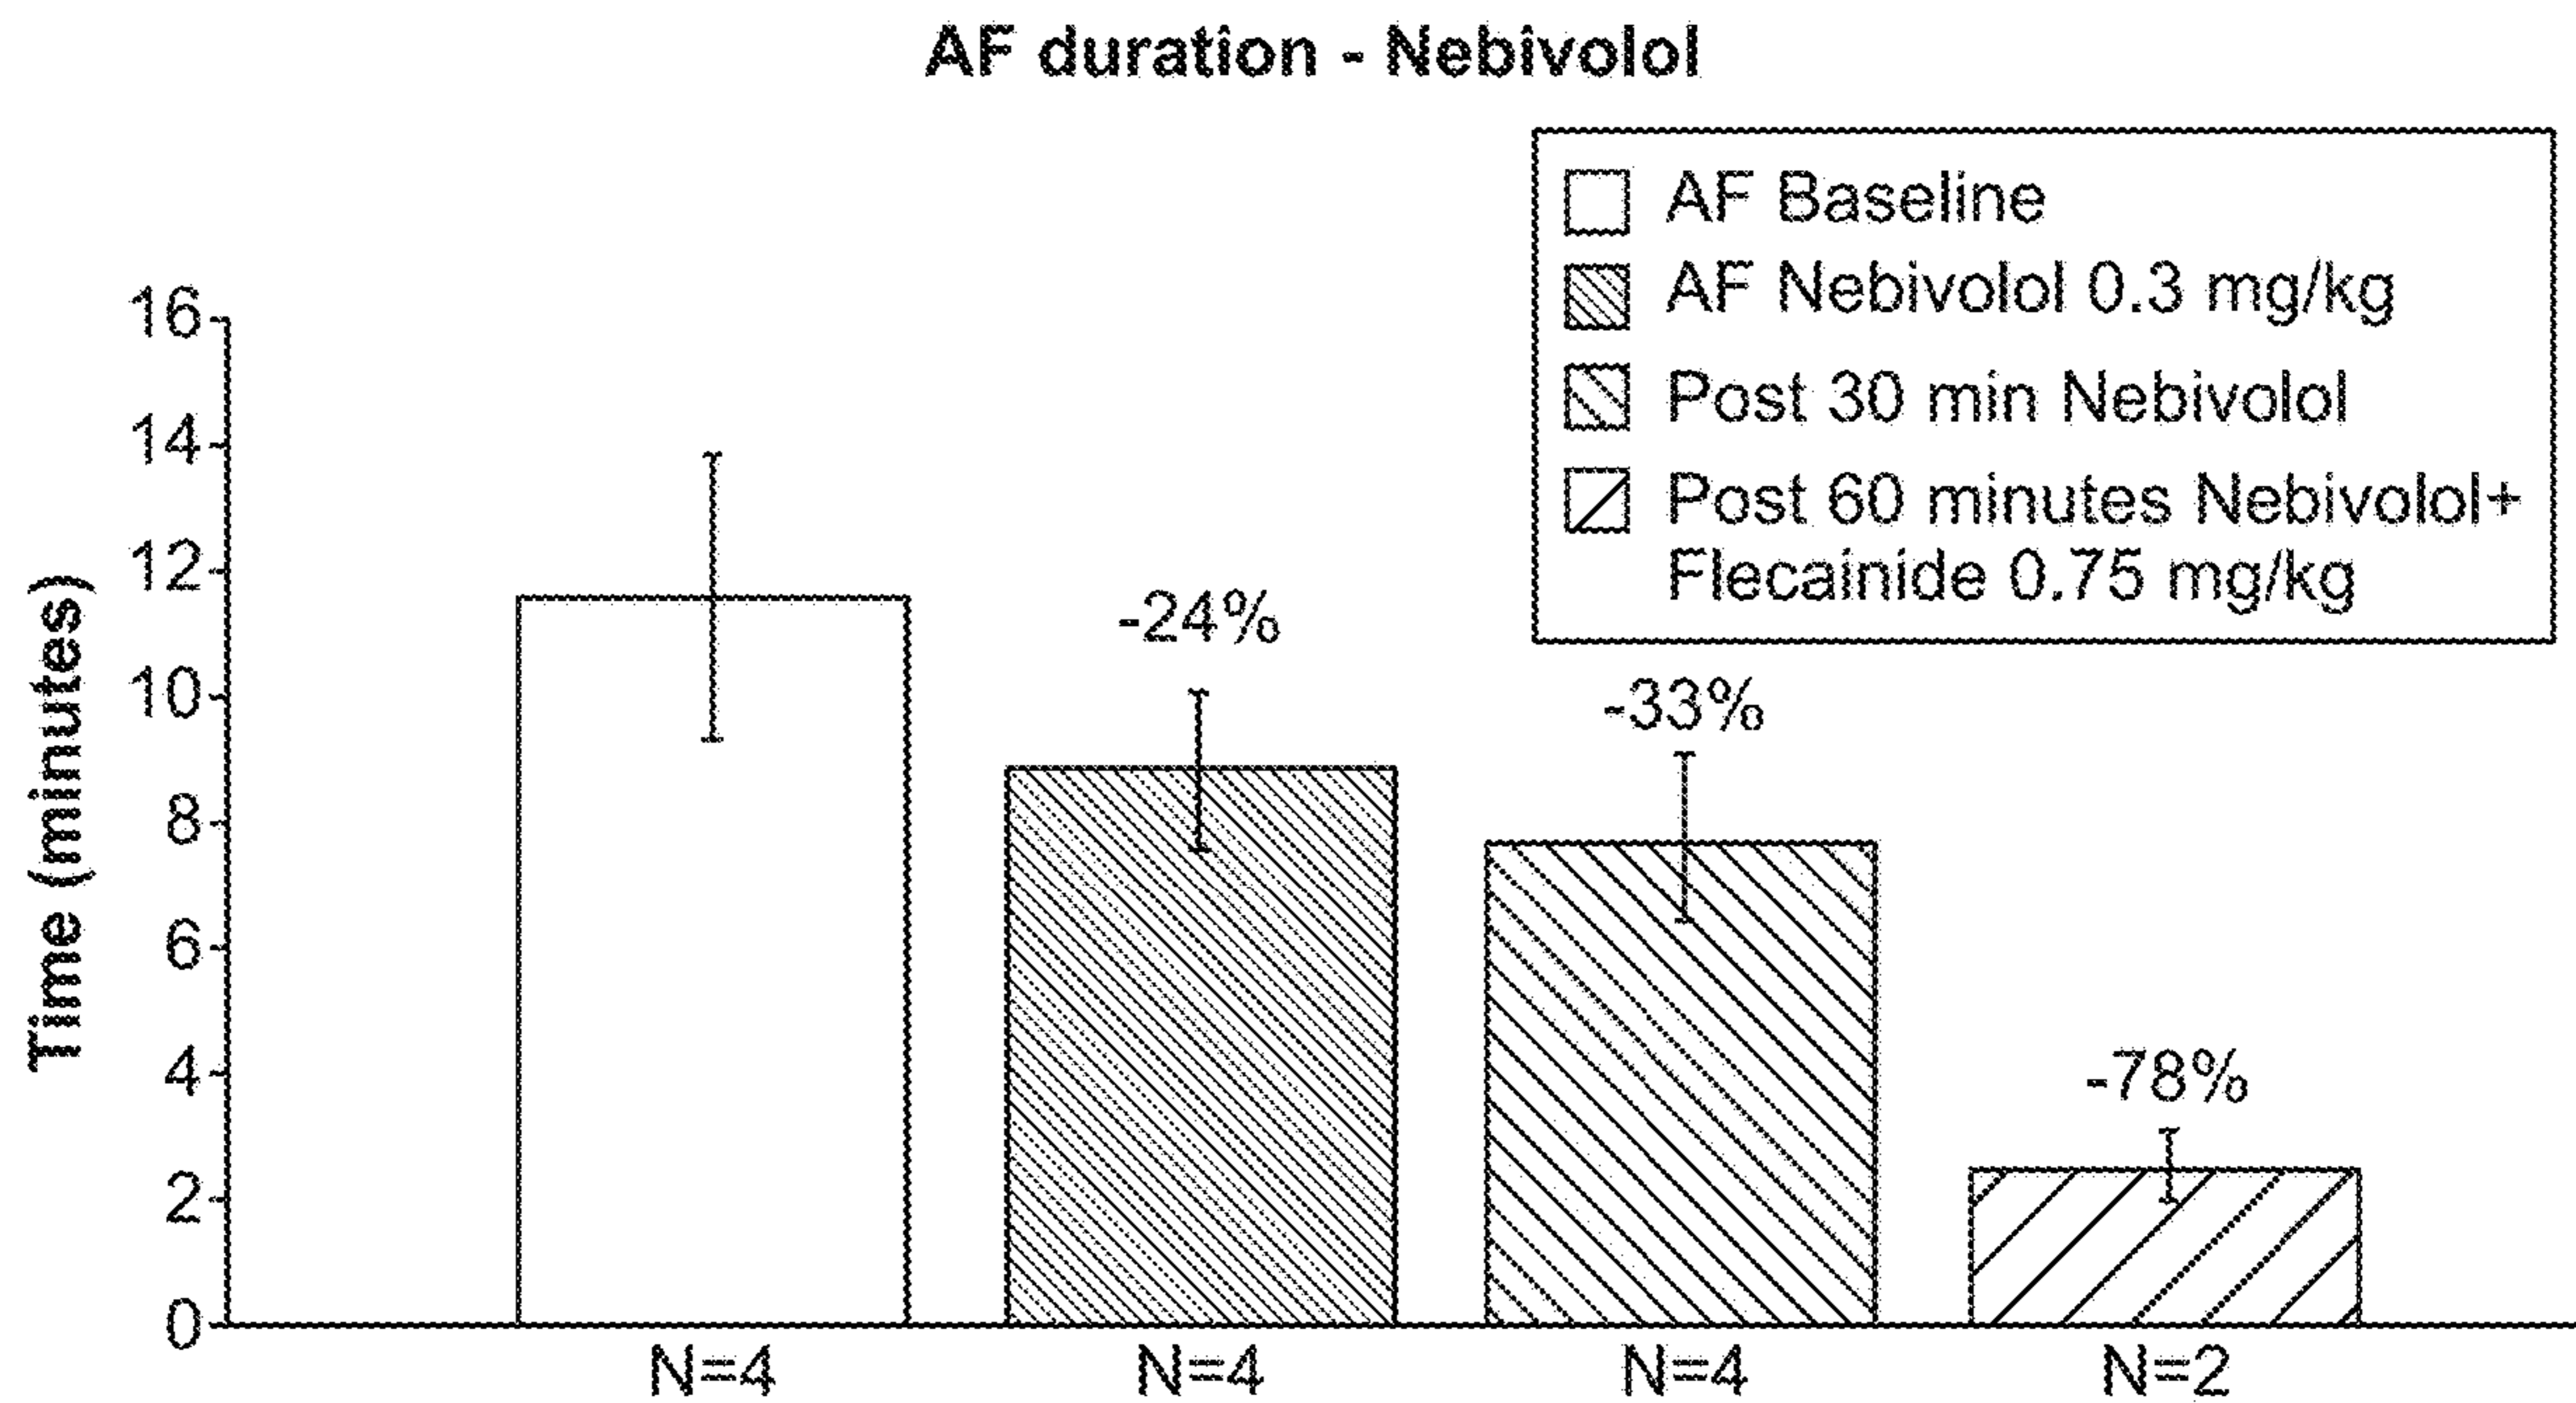 AF duration - Nebivolol
AF Baseline
AF Nebivolol 0.3 mg/kg
Post 30 min Nebivolol
Post 60 minutes Nebivolol+
Flecainide 0.75 mg/kg
Time (minutes)
16
14
12
10
8
6
4
2
0
-24%
-33%
-78%
N=4
N=4
N=4
N=2